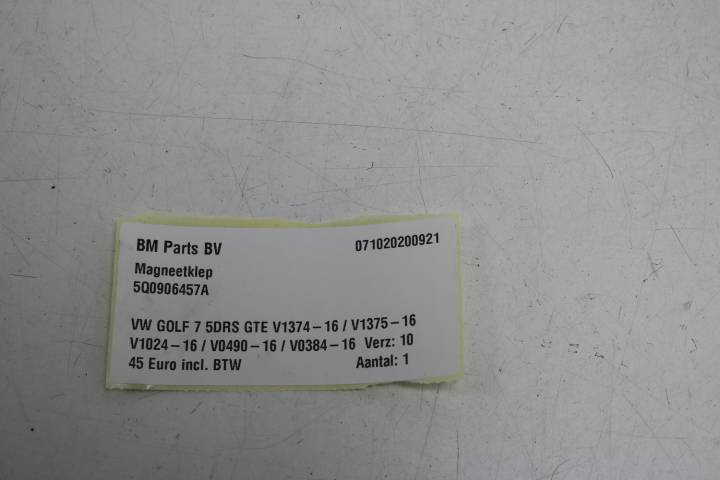 BM Parts BV 071020200921
Magneetklep
5Q0906457A
VW GOLF 7 5DRS GTE V1374-16 / V1375-16
V1024-16 / V0490-16 / V0384-16 Verz: 10
45 Euro incl. BTW Aantal: 1